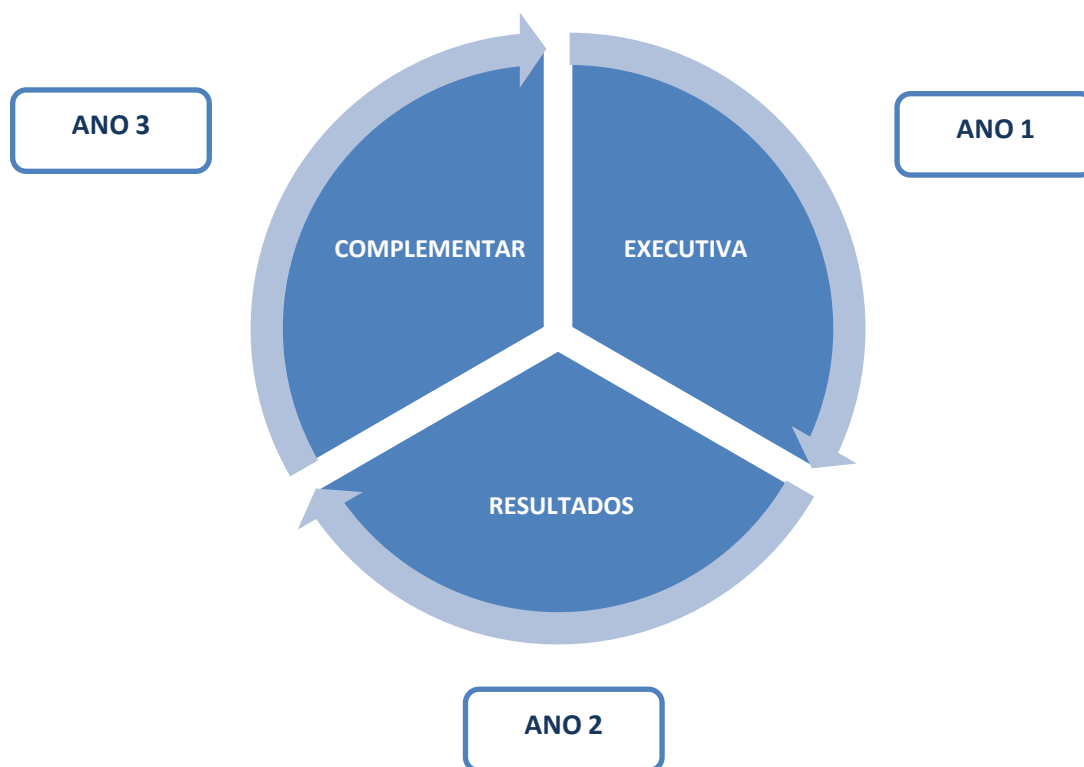 ANO 3
ANO 1
COMPLEMENTAR
EXECUTIVA
RESULTADOS
ANO 2